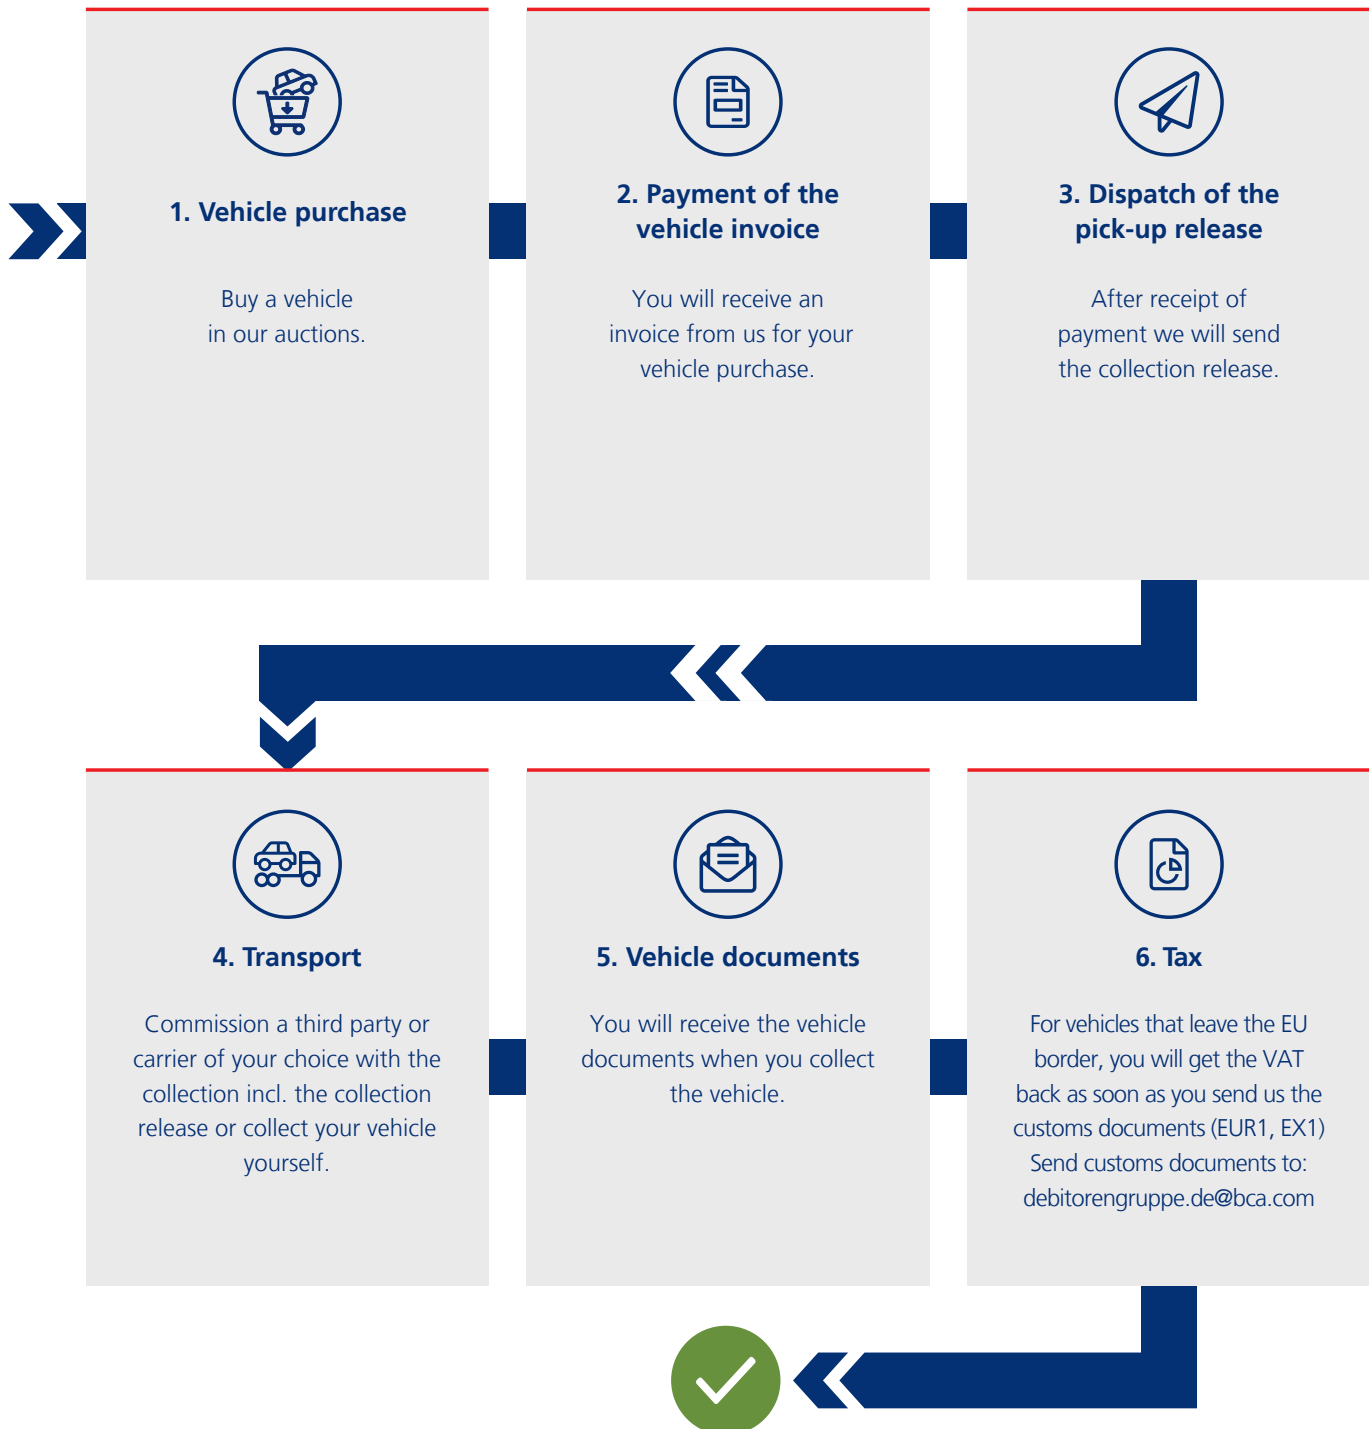 1. Vehicle purchase
Buy a vehicle
in our auctions.
2. Payment of the
vehicle invoice
You will receive an
invoice from us for your
vehicle purchase.
3. Dispatch of the
pick-up release
After receipt of
payment we will send
the collection release.
4. Transport
Commission a third party or
carrier of your choice with the
collection incl. the collection
release or collect your vehicle
yourself.
5. Vehicle documents
You will receive the vehicle
documents when you collect
the vehicle.
6. Tax
For vehicles that leave the EU
border, you will get the VAT
back as soon as you send us the
customs documents (EUR1, EX1)
Send customs documents to:
debitorengruppe.de@bca.com